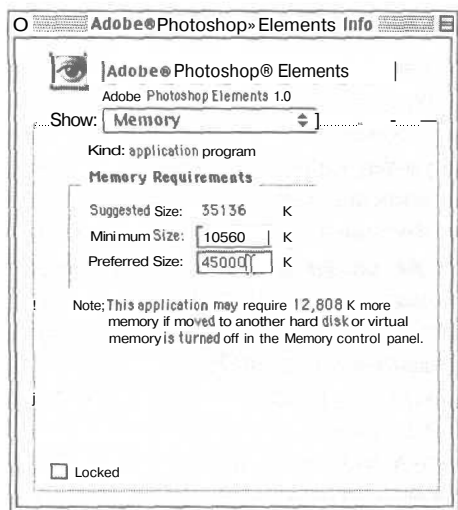 Adobe® Photoshop» Elements Info
Adobe® Photoshop® Elements
Adobe Photoshop Elements 1.0
Show: Memory
Kind: application program
Memory Requirements
Suggested Size: 35136 K
Minimum Size: 10560 K
Preferred Size: 45000 K
Note; This application may require 12,808 K more
memory if moved to another hard disk or virtual
memory is turned off in the Memory control panel.
Locked